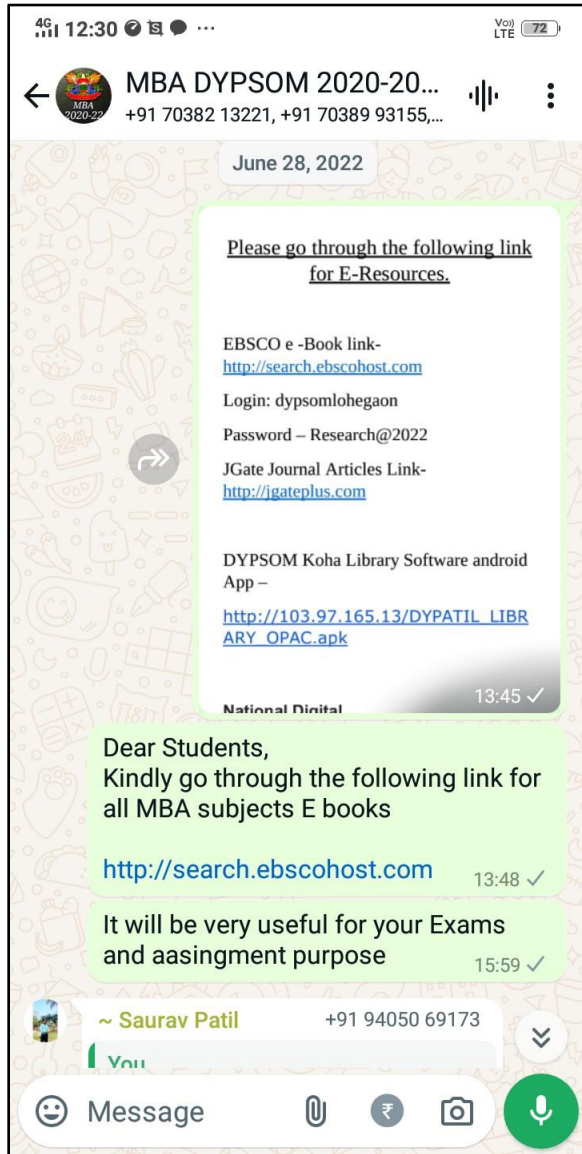 4G 12:30 ...
Vo)) LTE 72
MBA DYPSOM 2020-20...
+91 70382 13221, +91 70389 93155,...
MBA
2020-22
June 28, 2022
Please go through the following link
for E-Resources.
EBSCO e -Book link-
http://search.ebscohost.com
Login: dypsomlohegaon
Password – Research@2022
JGate Journal Articles Link-
http://jgateplus.com
DYPSOM Koha Library Software android
App –
http://103.97.165.13/DYPATIL_LIBR
ARY_OPAC.apk
National Digital
13:45
Dear Students,
Kindly go through the following link for
all MBA subjects E books
http://search.ebscohost.com
13:48
It will be very useful for your Exams
and aasingment purpose
15:59
~ Saurav Patil +91 94050 69173
You
Message ₹